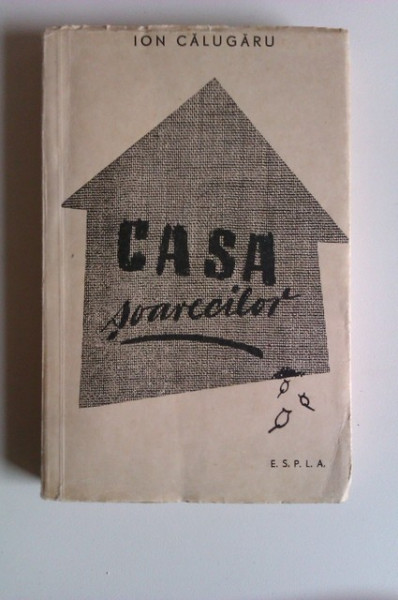 ION CĂLUGĂRU
CASA
șoarecilor
E. S. P. L. A.